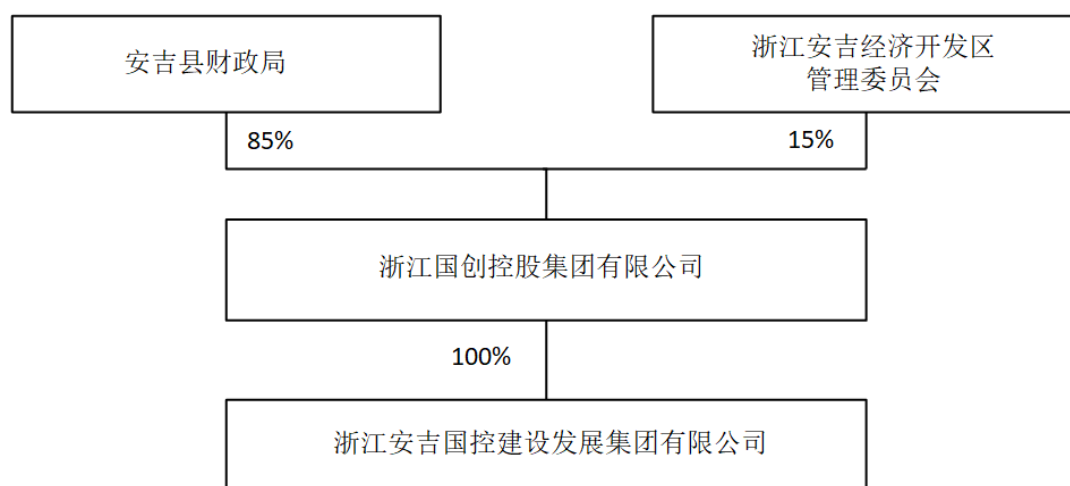 安吉县财政局
浙江安吉经济开发区
管理委员会
85%
15%
浙江国创控股集团有限公司
100%
浙江安吉国控建设发展集团有限公司